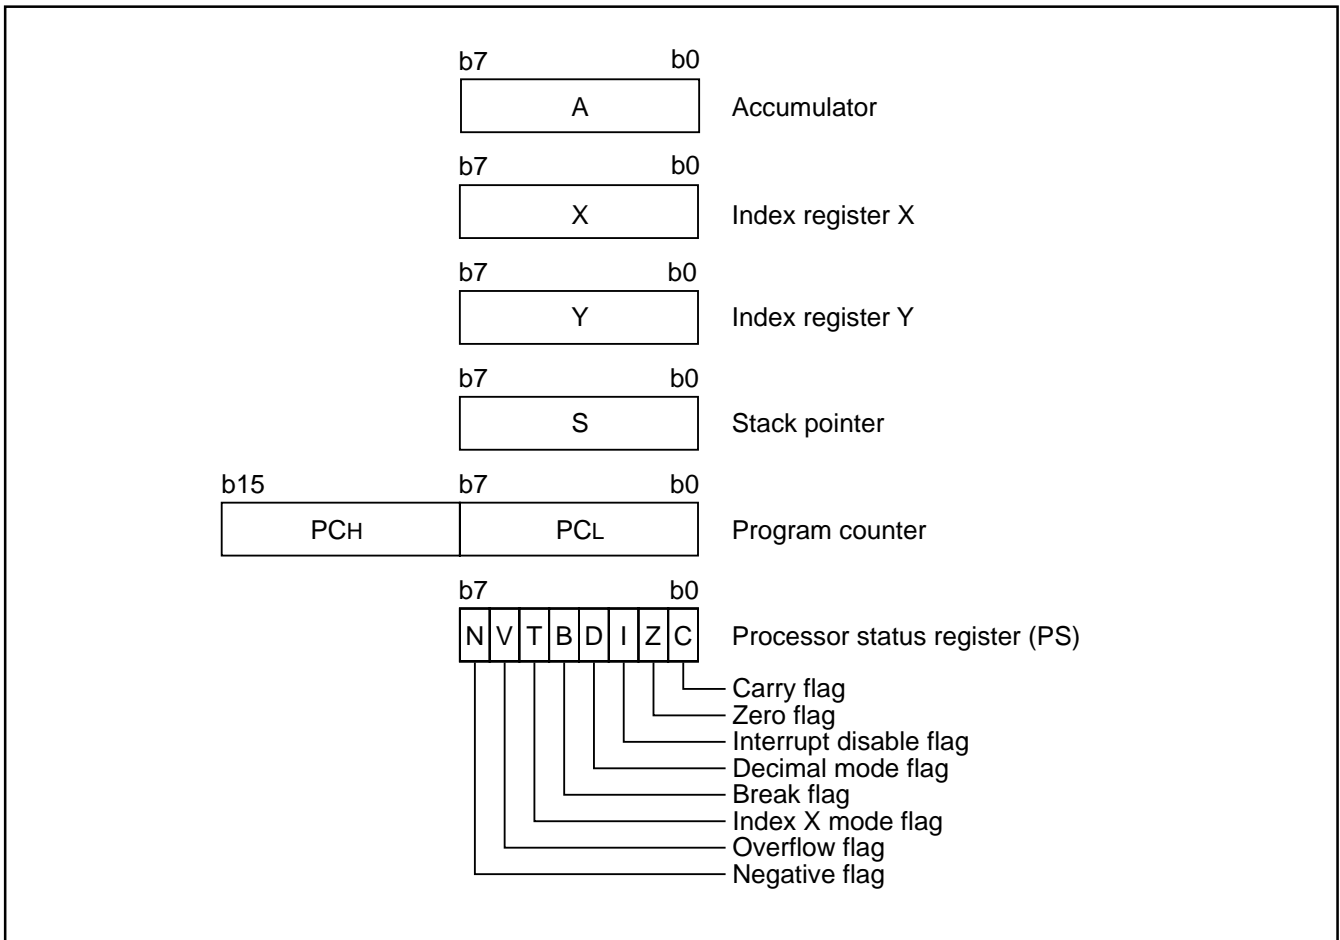 b7 b0
A Accumulator
b7 b0
X Index register X
b7 b0
Y Index register Y
b7 b0
S Stack pointer
b15 b7 b0
PCH PCL Program counter
b7 b0
N V T B D I Z C Processor status register (PS)
Carry flag
Zero flag
Interrupt disable flag
Decimal mode flag
Break flag
Index X mode flag
Overflow flag
Negative flag